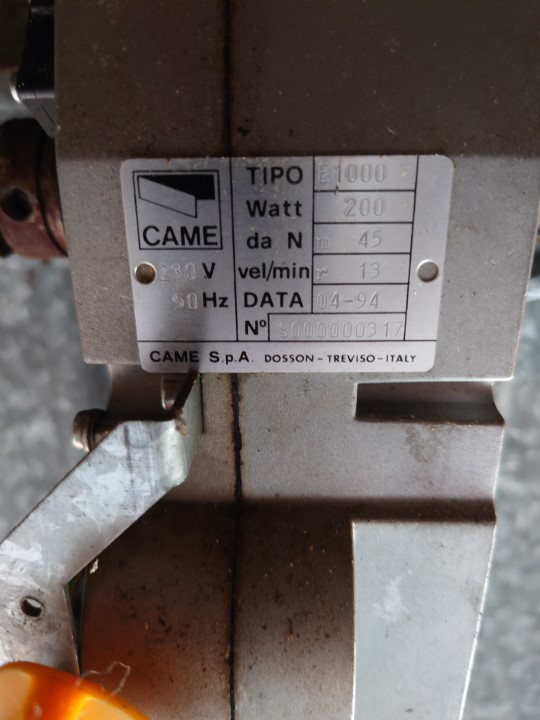 TIPO E1000
Watt 200
CAME
da N m 45
230 V vel/min r 13
50 Hz DATA 04-94
Nº 6000000317
CAME S.p.A. DOSSON - TREVISO - ITALY